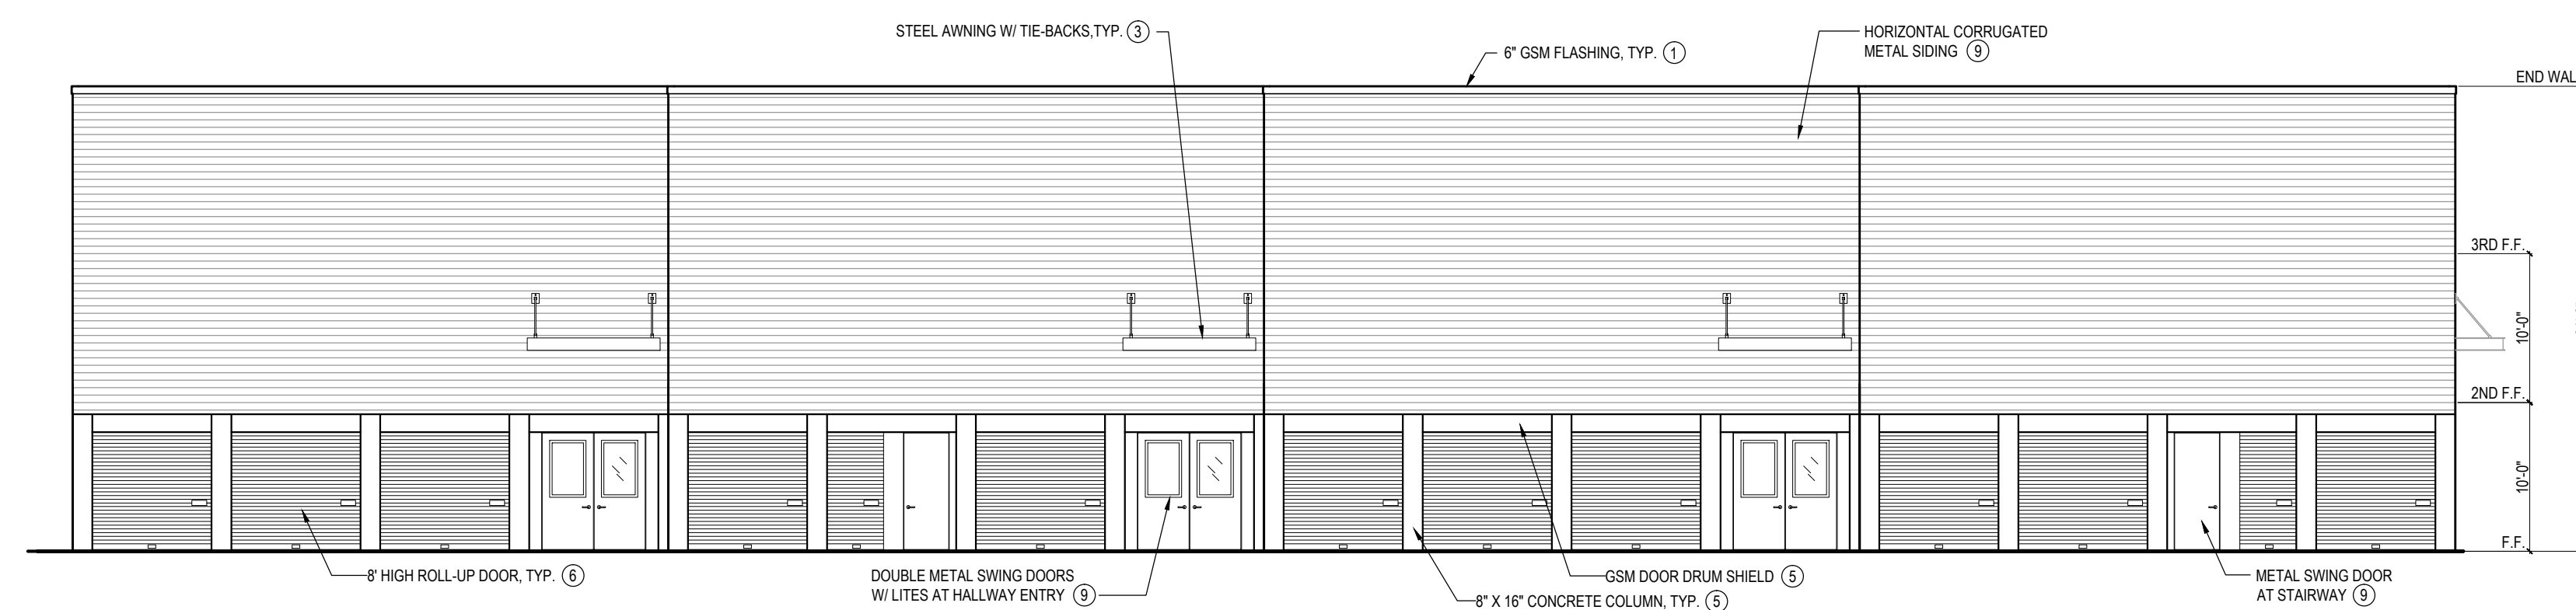 STEEL AWNING W/ TIE-BACKS,TYP. 3
6" GSM FLASHING, TYP. 1
HORIZONTAL CORRUGATED
METAL SIDING 9
END WAL
3RD F.F.
10'-0"
2ND F.F.
10'-0"
F.F.
8' HIGH ROLL-UP DOOR, TYP. 6
DOUBLE METAL SWING DOORS
W/ LITES AT HALLWAY ENTRY 9
GSM DOOR DRUM SHIELD 5
8" X 16" CONCRETE COLUMN, TYP. 5
METAL SWING DOOR
AT STAIRWAY 9